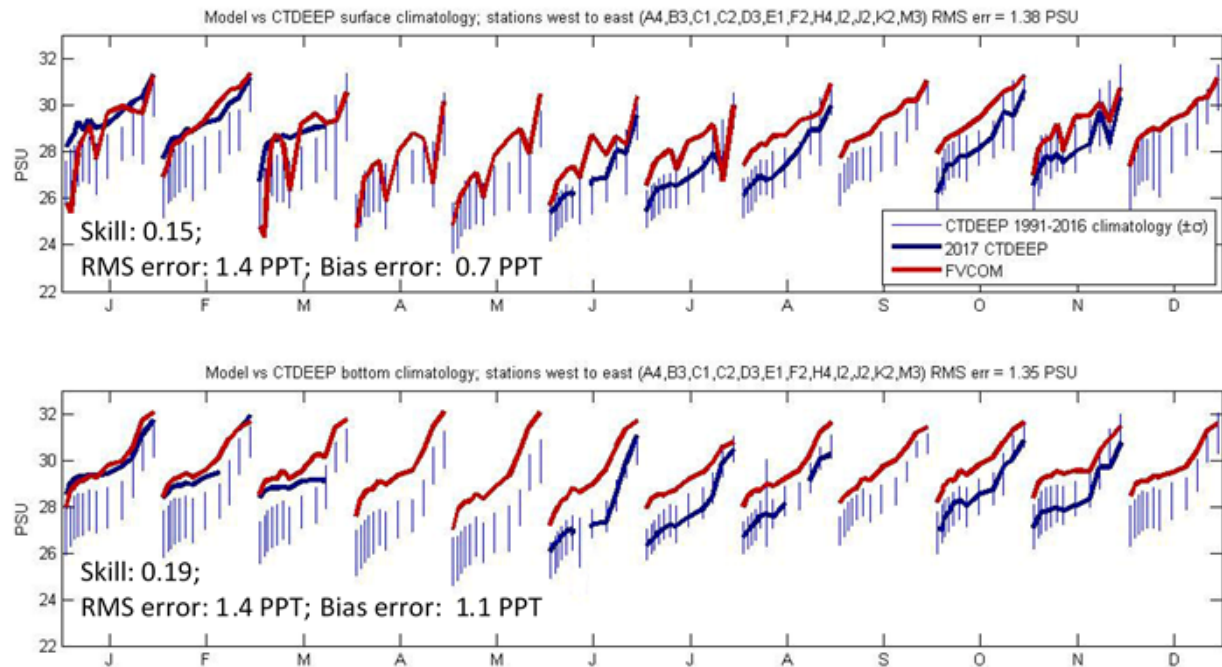 Model vs CTDEEP surface climatology; stations west to east (A4,B3,C1,C2,D3,E1,F2,H4,I2,J2,K2,M3) RMS err = 1.38 PSU
32
30
28
26
24
22
PSU
Skill: 0.15;
RMS error: 1.4 PPT; Bias error:  0.7 PPT
CTDEEP 1991-2016 climatology (±σ)
2017 CTDEEP
FVCOM
J F M A M J J A S O N D
Model vs CTDEEP bottom climatology; stations west to east (A4,B3,C1,C2,D3,E1,F2,H4,I2,J2,K2,M3) RMS err = 1.35 PSU
32
30
28
26
24
22
PSU
Skill: 0.19;
RMS error: 1.4 PPT; Bias error:  1.1 PPT
J F M A M J J A S O N D